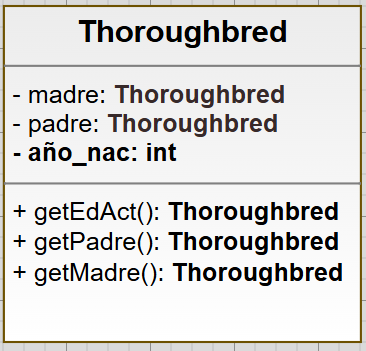 Thoroughbred
- madre: Thoroughbred
- padre: Thoroughbred
- año_nac: int
+ getEdAct(): Thoroughbred
+ getPadre(): Thoroughbred
+ getMadre(): Thoroughbred